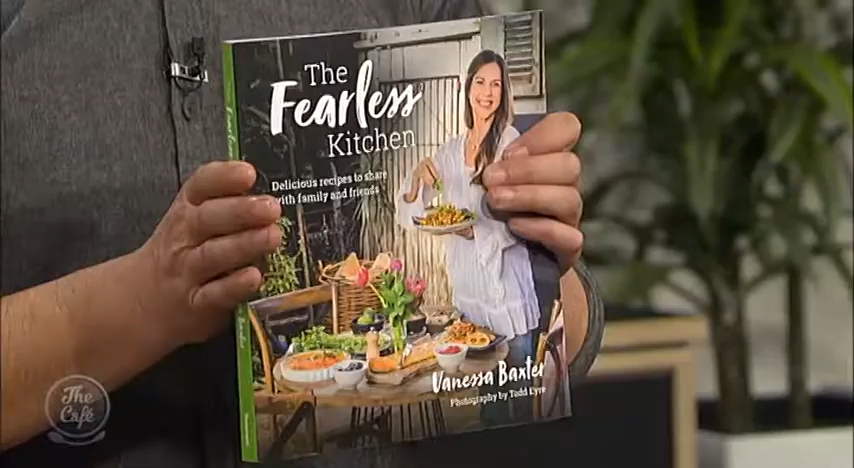 The
Fearless
Kitchen
Delicious recipes to share
with family and friends
Vanessa Baxter
Photography by Todd Eyre
The
Café